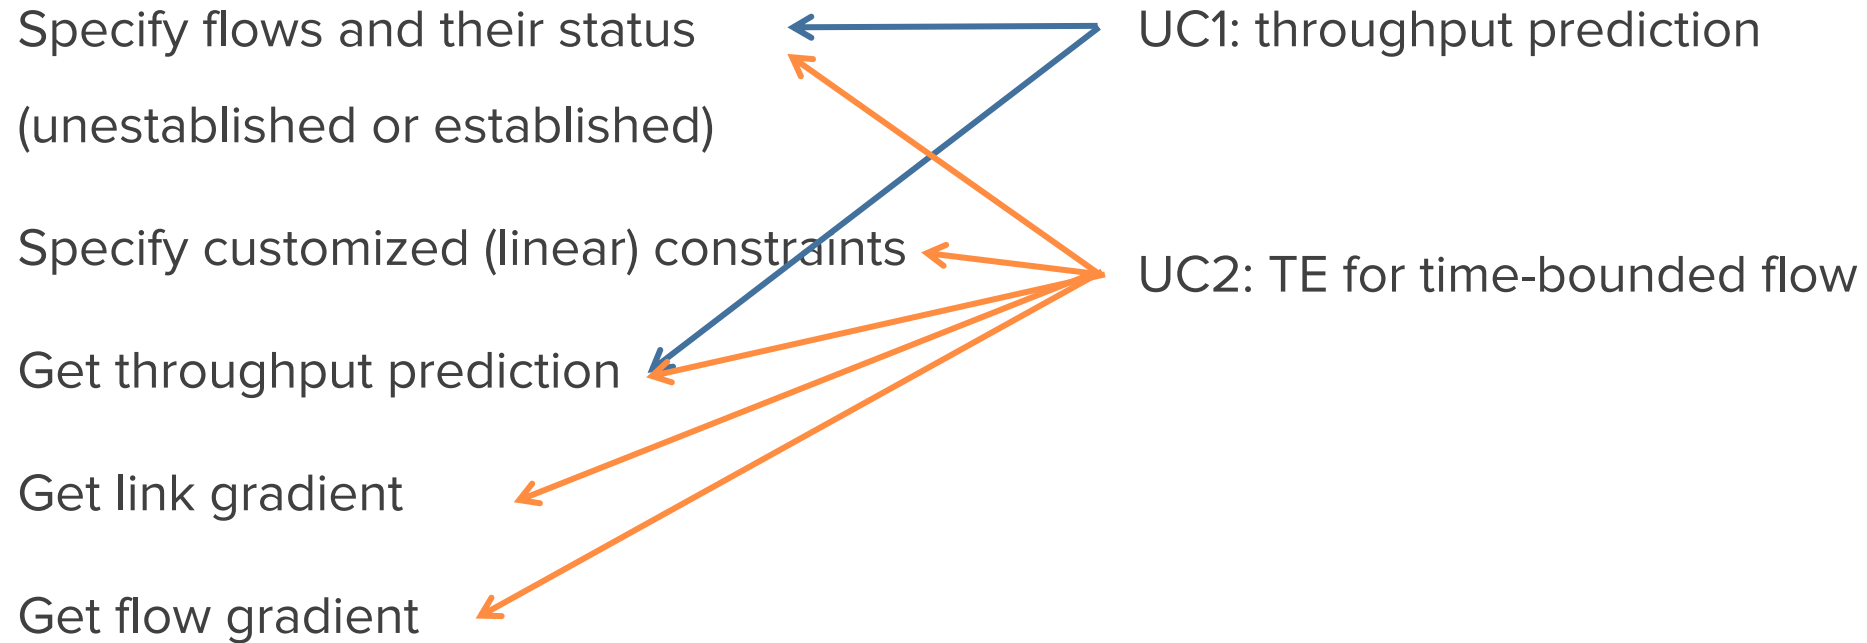 Specify flows and their status
(unestablished or established)
Specify customized (linear) constraints
Get throughput prediction
Get link gradient
Get flow gradient
UC1: throughput prediction
UC2: TE for time-bounded flow